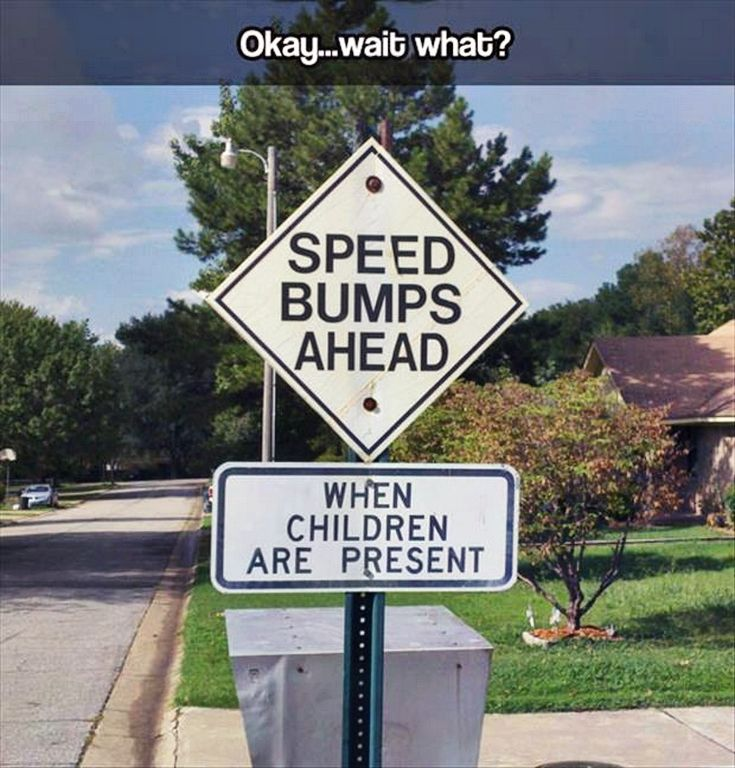 Okay...wait what?
SPEED
BUMPS
AHEAD
WHEN
CHILDREN
ARE PRESENT